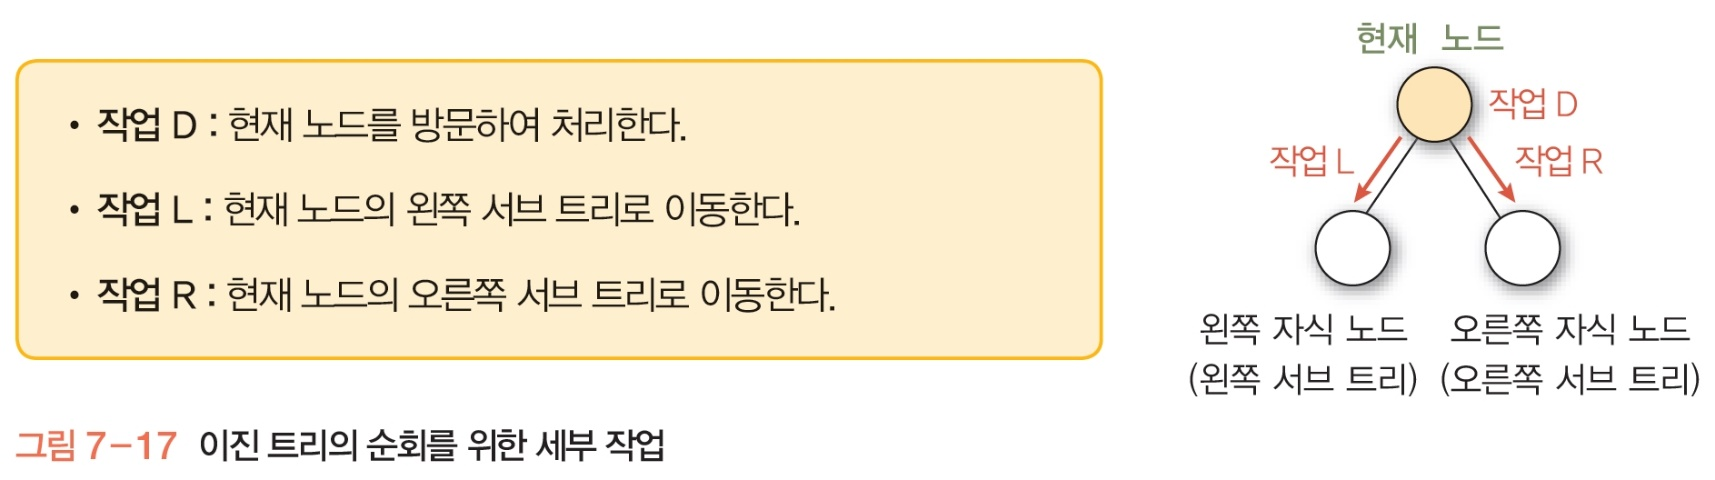 • 작업 D : 현재 노드를 방문하여 처리한다.
• 작업 L : 현재 노드의 왼쪽 서브 트리로 이동한다.
• 작업 R : 현재 노드의 오른쪽 서브 트리로 이동한다.
현재 노드
작업 D
작업 L
작업 R
왼쪽 자식 노드
(왼쪽 서브 트리)
오른쪽 자식 노드
(오른쪽 서브 트리)
그림 7-17 이진 트리의 순회를 위한 세부 작업